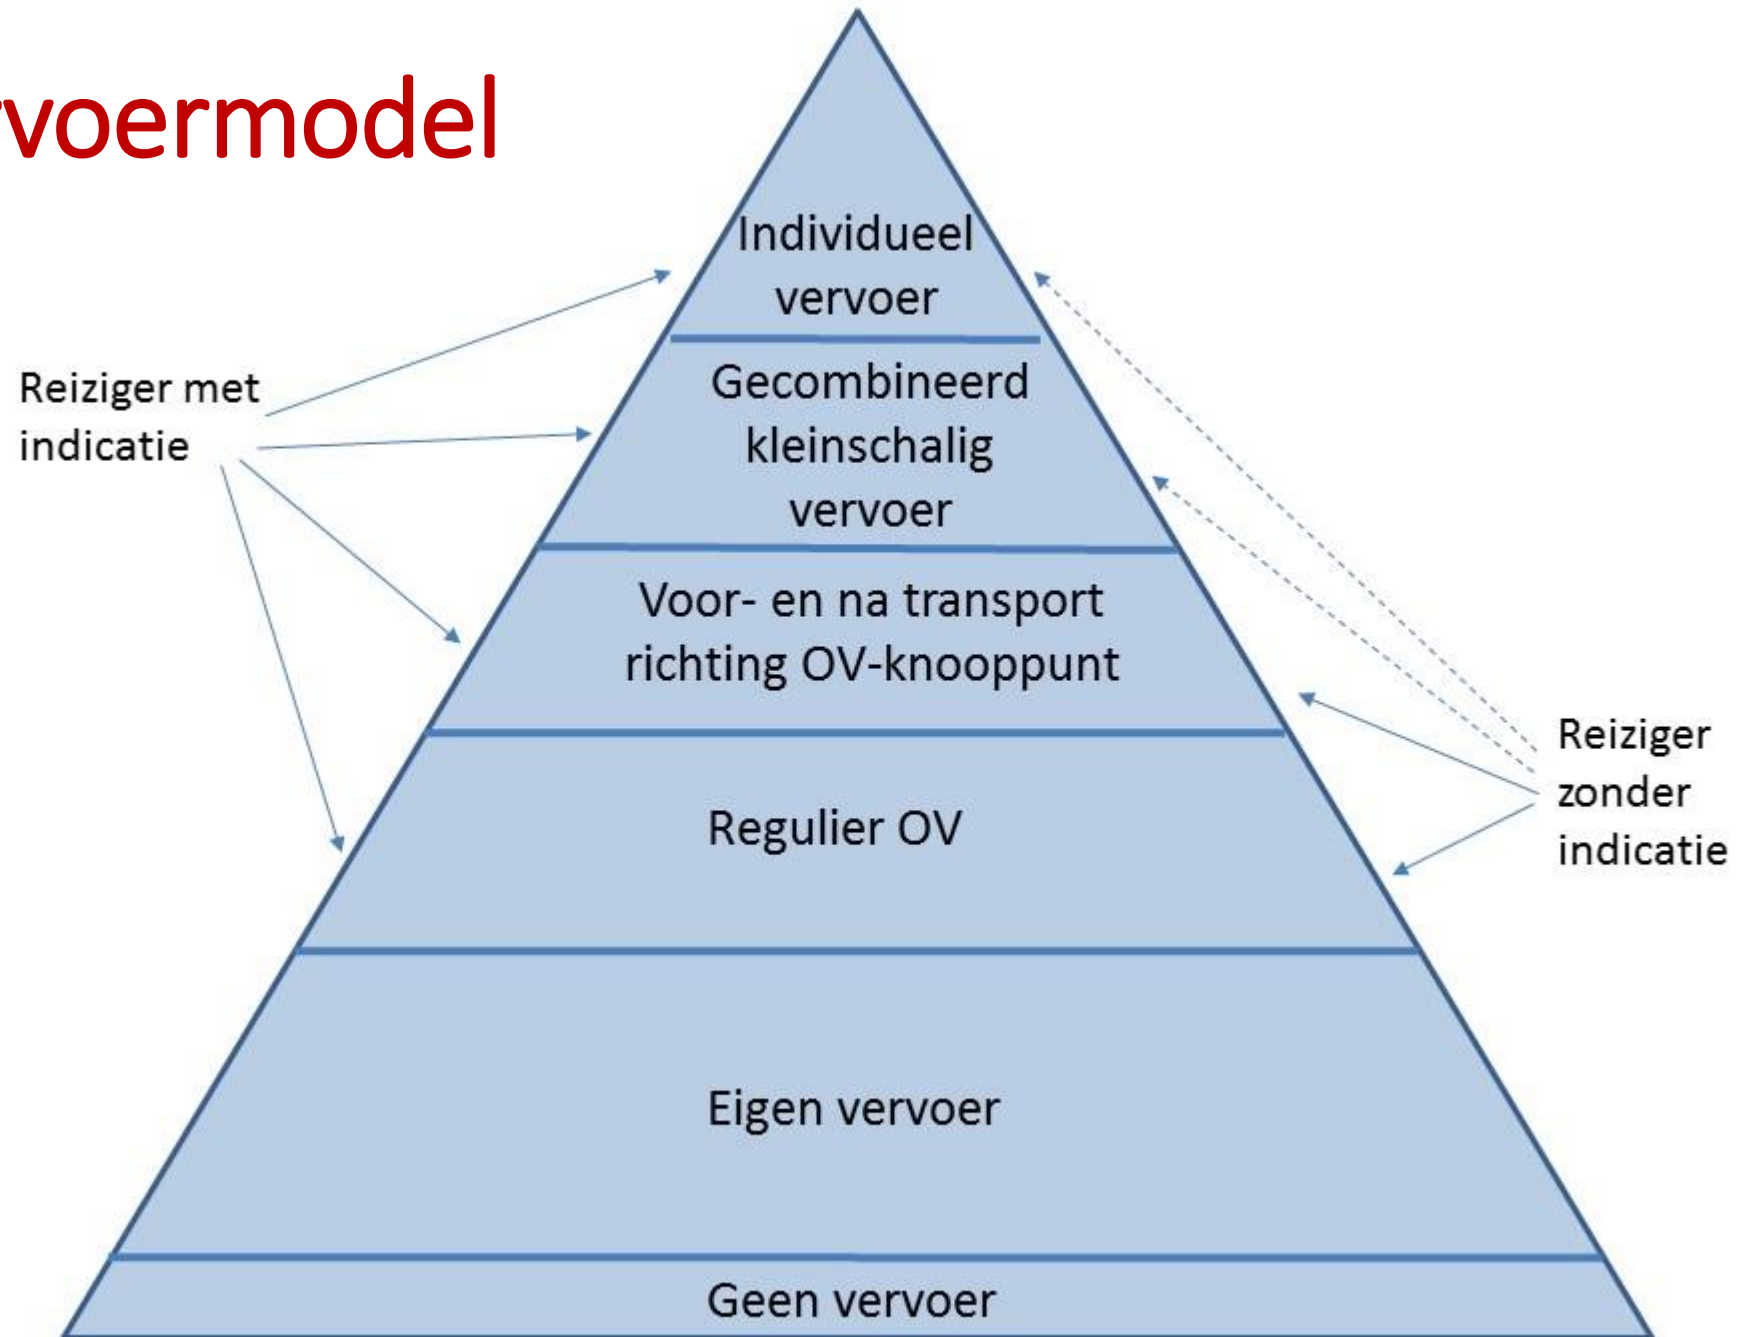 rvoermodel
Individueel
vervoer
Reiziger met
indicatie
Gecombineerd
kleinschalig
vervoer
Voor- en na transport
richting OV-knooppunt
Reiziger
zonder
indicatie
Regulier OV
Eigen vervoer
Geen vervoer